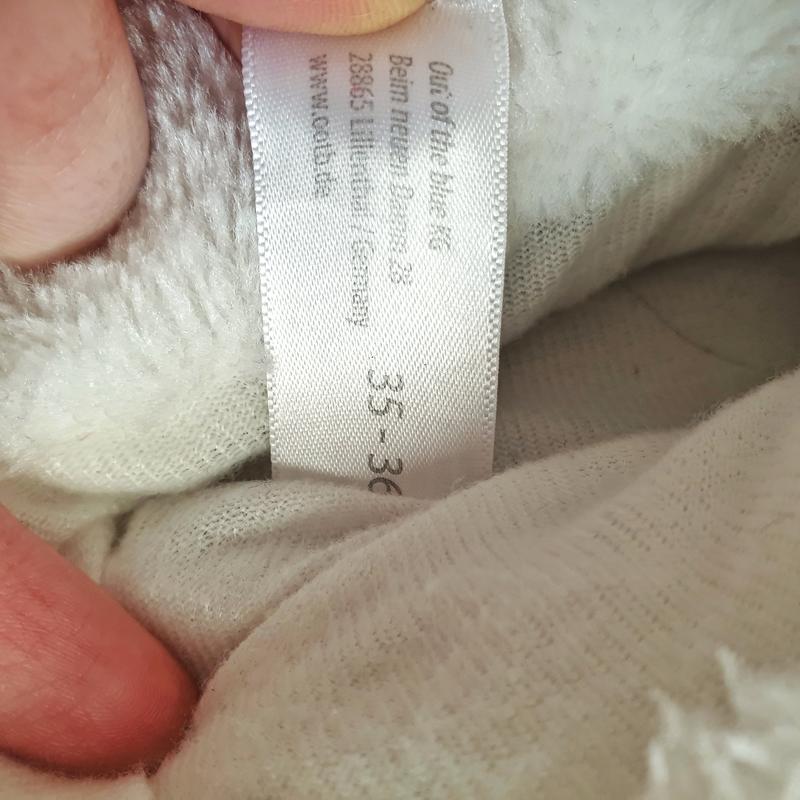 Out of the blue KG
Beim neuen Damm 28
28865 Lilienthal / Germany
www.ootb.de
35 - 36